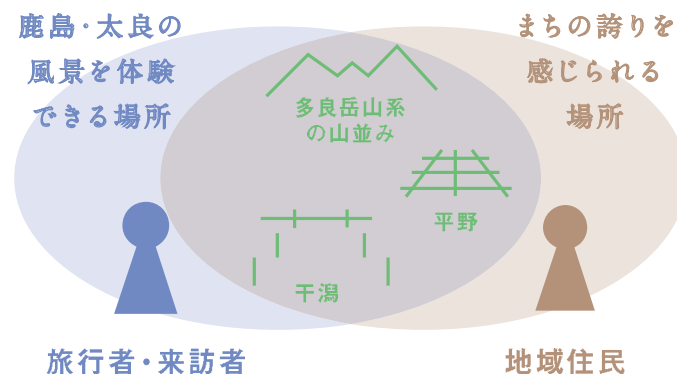 鹿島・太良の
風景を体験
できる場所
まちの誇りを
感じられる
場所
多良岳山系
の山並み
平野
干潟
旅行者・来訪者
地域住民